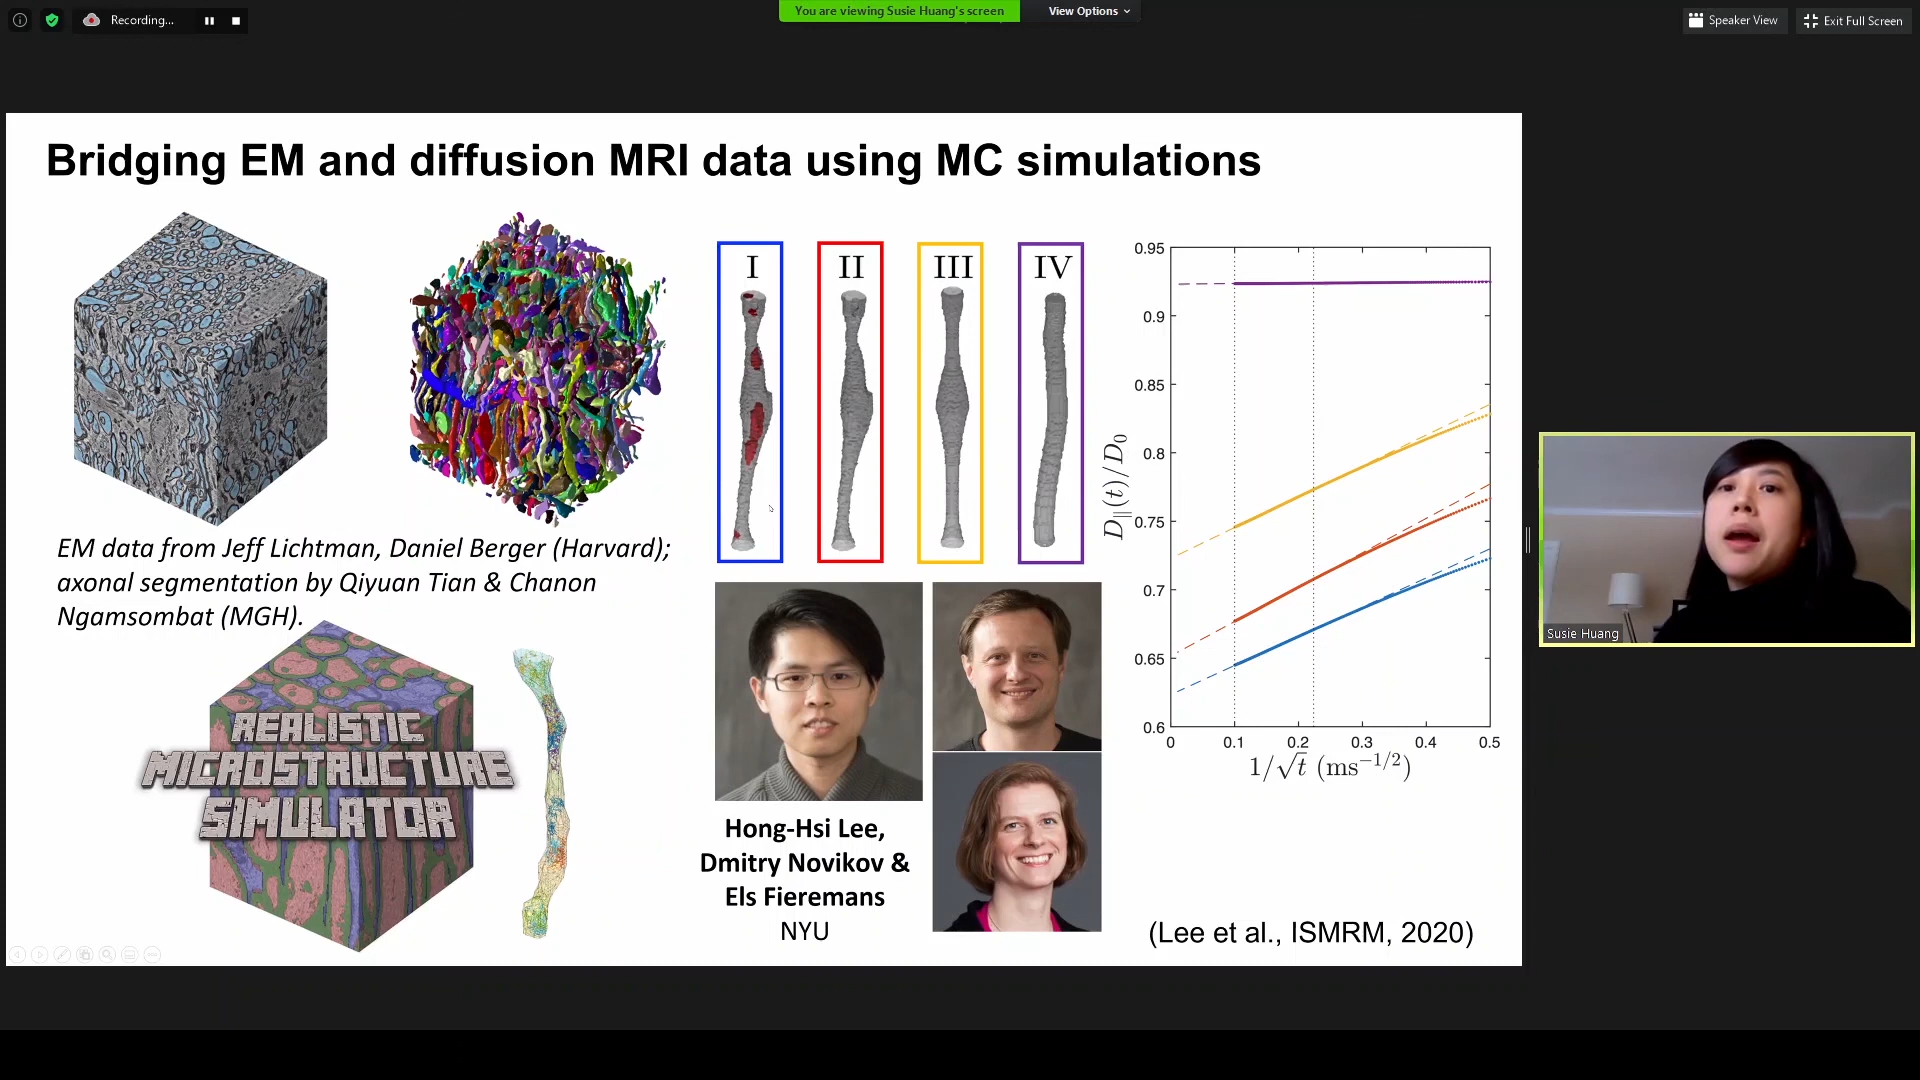 Recording...
You are viewing Susie Huang's screen
View Options
Speaker View
Exit Full Screen
Bridging EM and diffusion MRI data using MC simulations
EM data from Jeff Lichtman, Daniel Berger (Harvard);
axonal segmentation by Qiyuan Tian & Chanon
Ngamsombat (MGH).
REALISTIC
MICROSTRUCTURE
SIMULATOR
I
II
III
IV
Hong-Hsi Lee,
Dmitry Novikov &
Els Fieremans
NYU
0.95
0.9
0.85
0.8
0.75
0.7
0.65
0.6
D∥(t)/D₀
0 0.1 0.2 0.3 0.4 0.5
1/√t (ms⁻¹/²)
(Lee et al., ISMRM, 2020)
Susie Huang